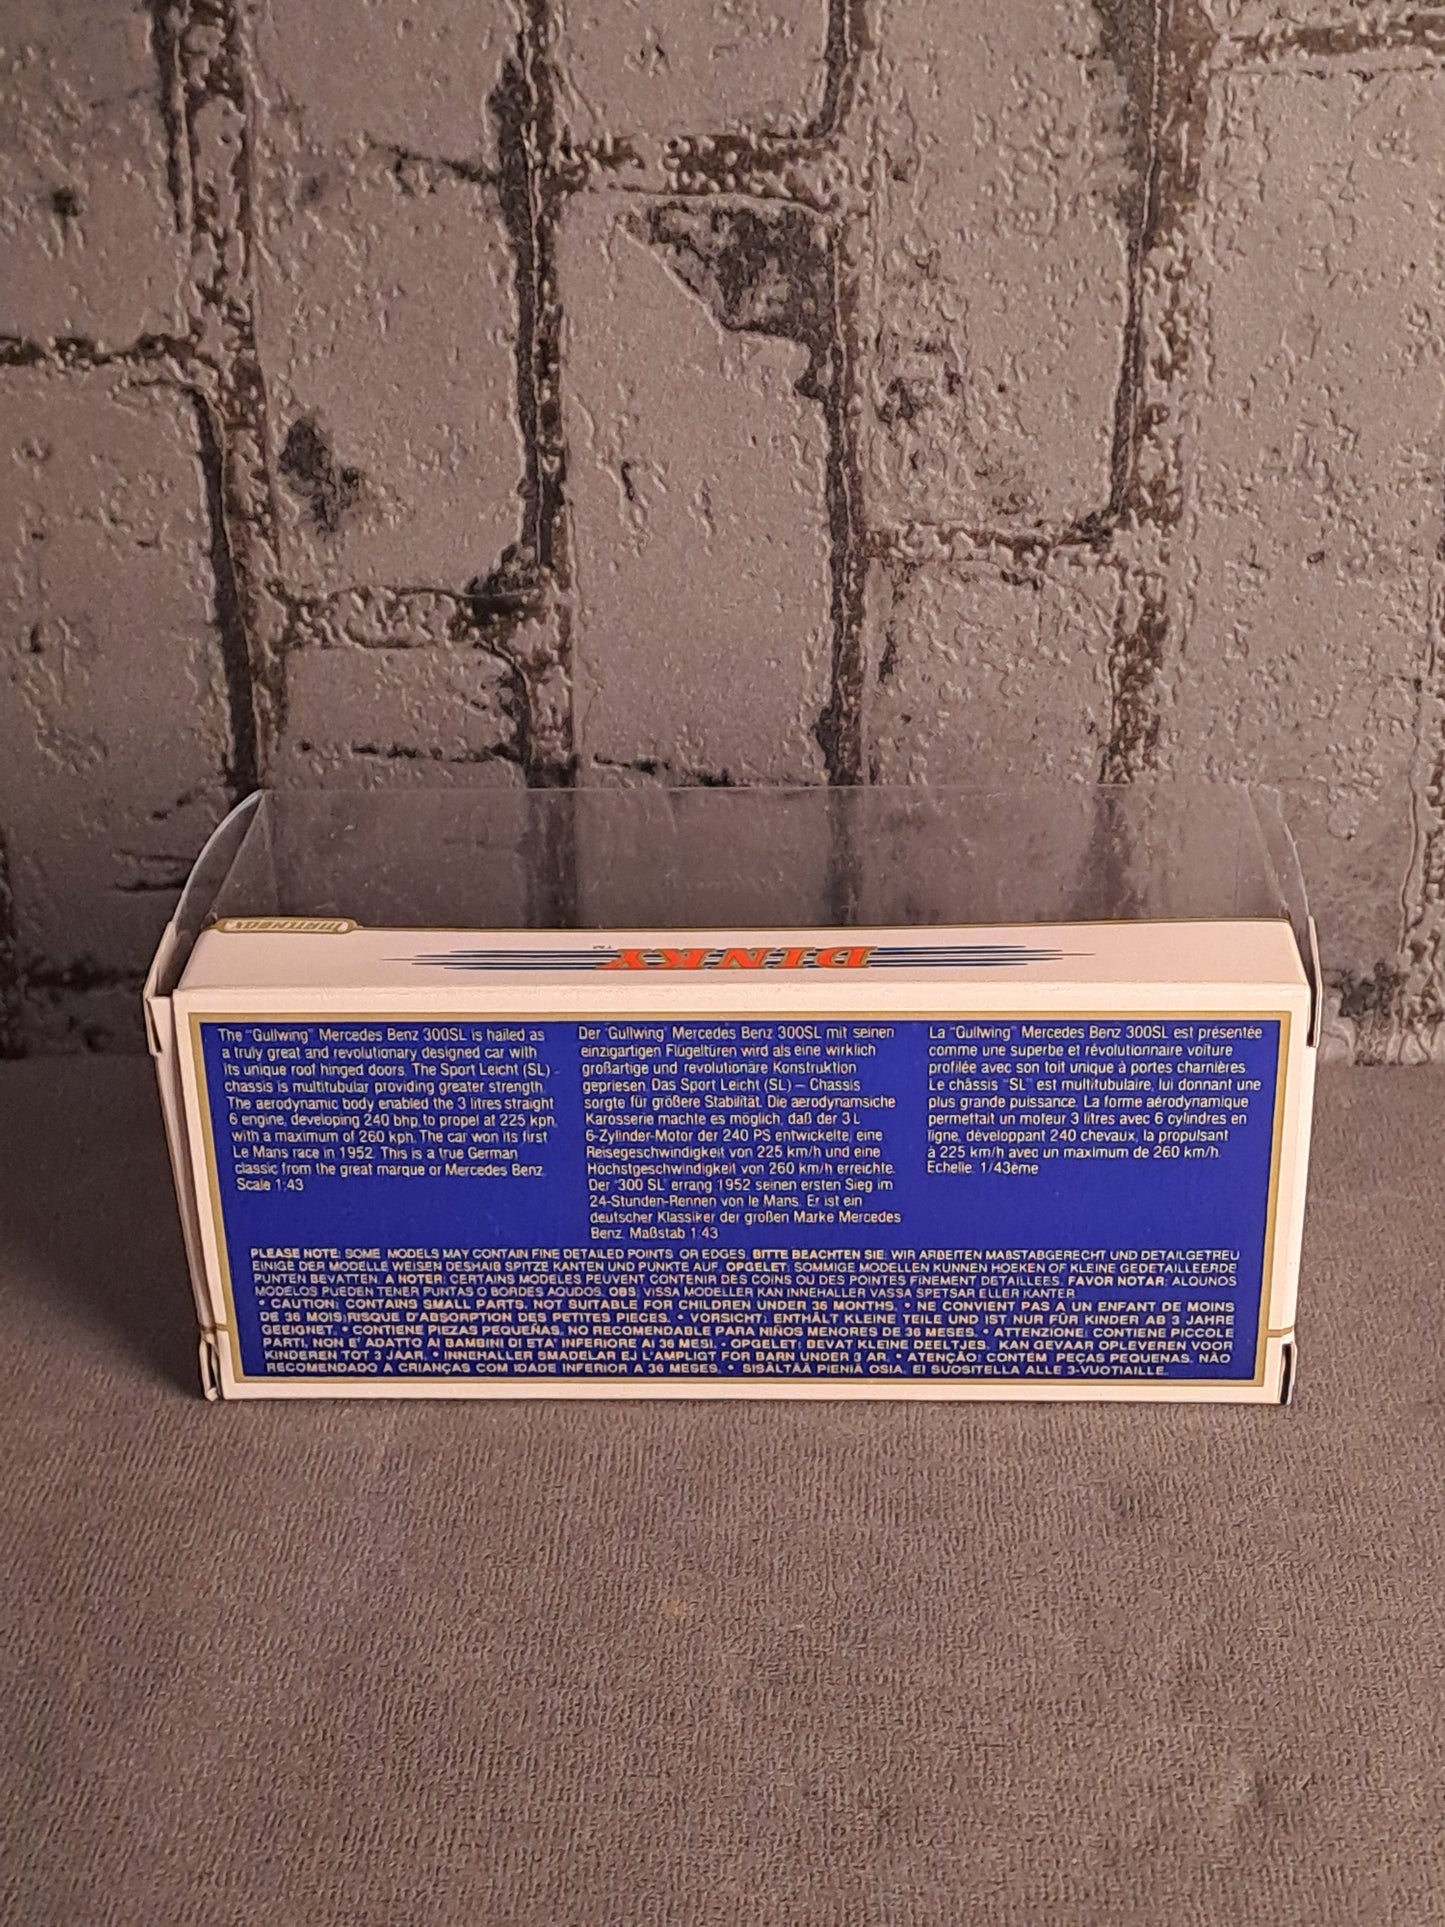 MATCHBOX
DINKY™
The "Gullwing" Mercedes Benz 300SL is hailed as
a truly great and revolutionary designed car with
its unique roof hinged doors. The Sport Leicht (SL) -
chassis is multitubular providing greater strength.
The aerodynamic body enabled the 3 litres straight
6 engine, developing 240 bhp, to propel at 225 kph,
with a maximum of 260 kph. The car won its first
Le Mans race in 1952. This is a true German
classic from the great marque or Mercedes Benz.
Scale 1:43
Der "Gullwing" Mercedes Benz 300SL mit seinen
einzigartigen Flügeltüren wird als eine wirklich
großartige und revolutionäre Konstruktion
gepriesen. Das Sport Leicht (SL) – Chassis
sorgte für größere Stabilität. Die aerodynamsiche
Karosserie machte es möglich, daß der 3 L
6-Zylinder-Motor der 240 PS entwickelte, eine
Reisegeschwindigkeit von 225 km/h und eine
Höchstgeschwindigkeit von 260 km/h erreichte.
Der "300 SL" errang 1952 seinen ersten Sieg im
24-Stunden-Rennen von le Mans. Er ist ein
deutscher Klassiker der großen Marke Mercedes
Benz. Maßstab 1:43
La "Gullwing" Mercedes Benz 300SL est présentée
comme une superbe et révolutionnaire voiture
profilée avec son toit unique à portes charnières.
Le châssis "SL" est multitubulaire, lui donnant une
plus grande puissance. La forme aérodynamique
permettait un moteur 3 litres avec 6 cylindres en
ligne, développant 240 chevaux, la propulsant
à 225 km/h avec un maximum de 260 km/h.
Echelle: 1/43ème
PLEASE NOTE: SOME MODELS MAY CONTAIN FINE DETAILED POINTS OR EDGES. BITTE BEACHTEN SIE: WIR ARBEITEN MAßSTABGERECHT UND DETAILGETREU
EINIGE DER MODELLE WEISEN DESHALB SPITZE KANTEN UND PUNKTE AUF. OPGELET: SOMMIGE MODELLEN KUNNEN HOEKEN OF KLEINE GEDETAILLEERDE
PUNTEN BEVATTEN. A NOTER: CERTAINS MODELES PEUVENT CONTENIR DES COINS OU DES POINTES FINEMENT DETAILLEES. FAVOR NOTAR: ALQUNOS
MODELOS PUEDEN TENER PUNTAS O BORDES AQUDOS. OBS: VISSA MODELLER KAN INNEHALLER VASSA SPETSAR ELLER KANTER.
• CAUTION: CONTAINS SMALL PARTS. NOT SUITABLE FOR CHILDREN UNDER 36 MONTHS. • NE CONVIENT PAS A UN ENFANT DE MOINS
DE 36 MOIS:RISQUE D'ABSORPTION DES PETITES PIECES. • VORSICHT: ENTHÄLT KLEINE TEILE UND IST NUR FÜR KINDER AB 3 JAHRE
GEEIGNET. • CONTIENE PIEZAS PEQUEÑAS. NO RECOMENDABLE PARA NIÑOS MENORES DE 36 MESES. • ATTENZIONE: CONTIENE PICCOLE
PARTI, NON E' ADATTO AI BAMBINI DI ETA' INFERIORE AI 36 MESI. • OPGELET: BEVAT KLEINE DEELTJES. KAN GEVAAR OPLEVEREN VOOR
KINDEREN TOT 3 JAAR. • INNEHALLER SMADELAR EJ LAMPLIGT FOR BARN UNDER 3 AR. • ATENÇÃO: CONTEM PEÇAS PEQUENAS. NÃO
RECOMENDADO A CRIANÇAS COM IDADE INFERIOR A 36 MESES. • SISÄLTÄÄ PIENIA OSIA. EI SUOSITELLA ALLE 3-VUOTIAILLE.